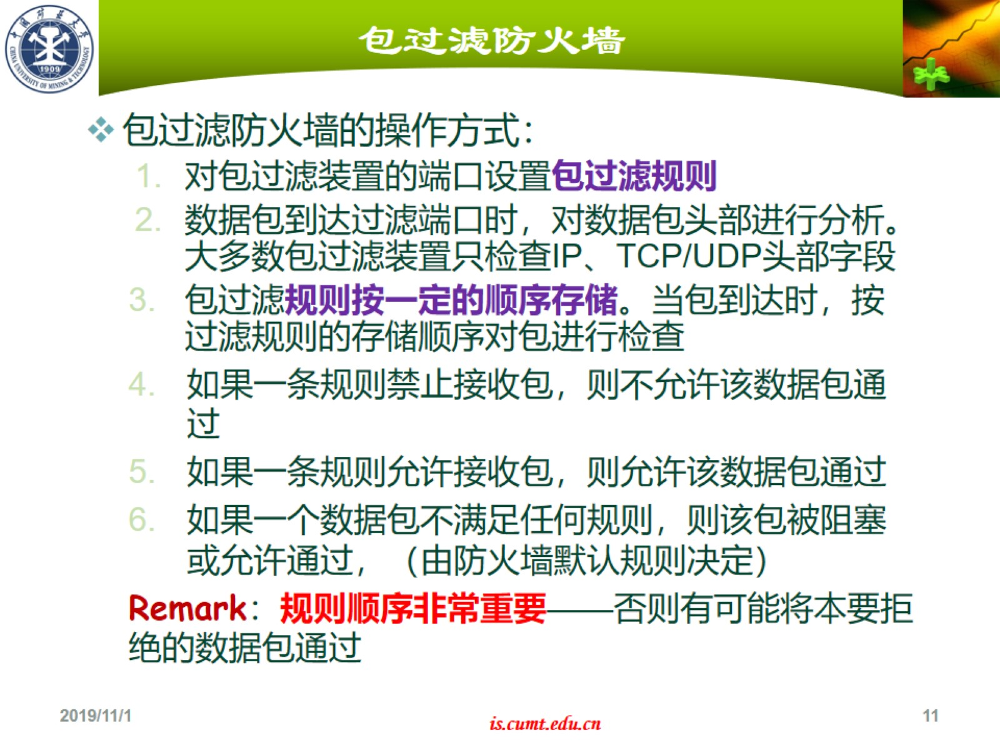 包过滤防火墙
中国矿业大学
CHINA UNIVERSITY OF MINING & TECHNOLOGY
1909
包过滤防火墙的操作方式：
1. 对包过滤装置的端口设置包过滤规则
2. 数据包到达过滤端口时，对数据包头部进行分析。
大多数包过滤装置只检查IP、TCP/UDP头部字段
3. 包过滤规则按一定的顺序存储。当包到达时，按
过滤规则的存储顺序对包进行检查
4. 如果一条规则禁止接收包，则不允许该数据包通
过
5. 如果一条规则允许接收包，则允许该数据包通过
6. 如果一个数据包不满足任何规则，则该包被阻塞
或允许通过，（由防火墙默认规则决定）
Remark：规则顺序非常重要——否则有可能将本要拒
绝的数据包通过
2019/11/1
is.cumt.edu.cn
11